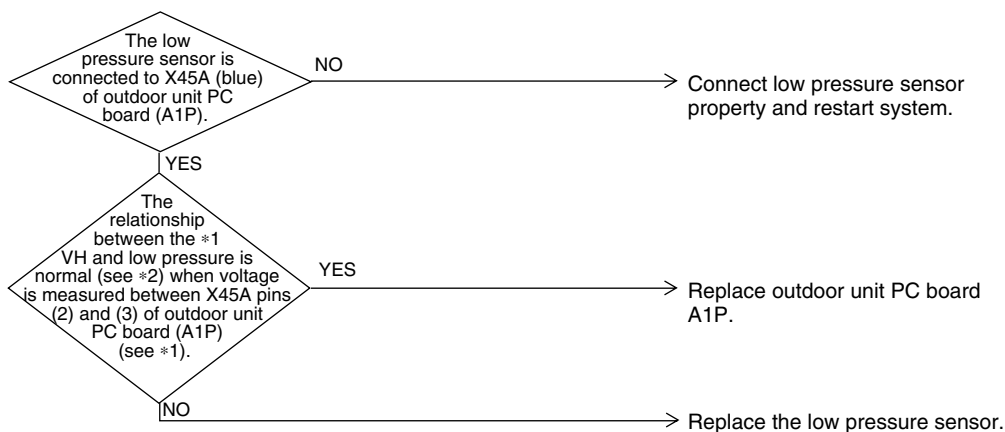 The low
pressure sensor is
connected to X45A (blue)
of outdoor unit PC
board (A1P).
NO
Connect low pressure sensor
property and restart system.
YES
The
relationship
between the *1
VH and low pressure is
normal (see *2) when voltage
is measured between X45A pins
(2) and (3) of outdoor unit
PC board (A1P)
(see *1).
YES
Replace outdoor unit PC board
A1P.
NO
Replace the low pressure sensor.